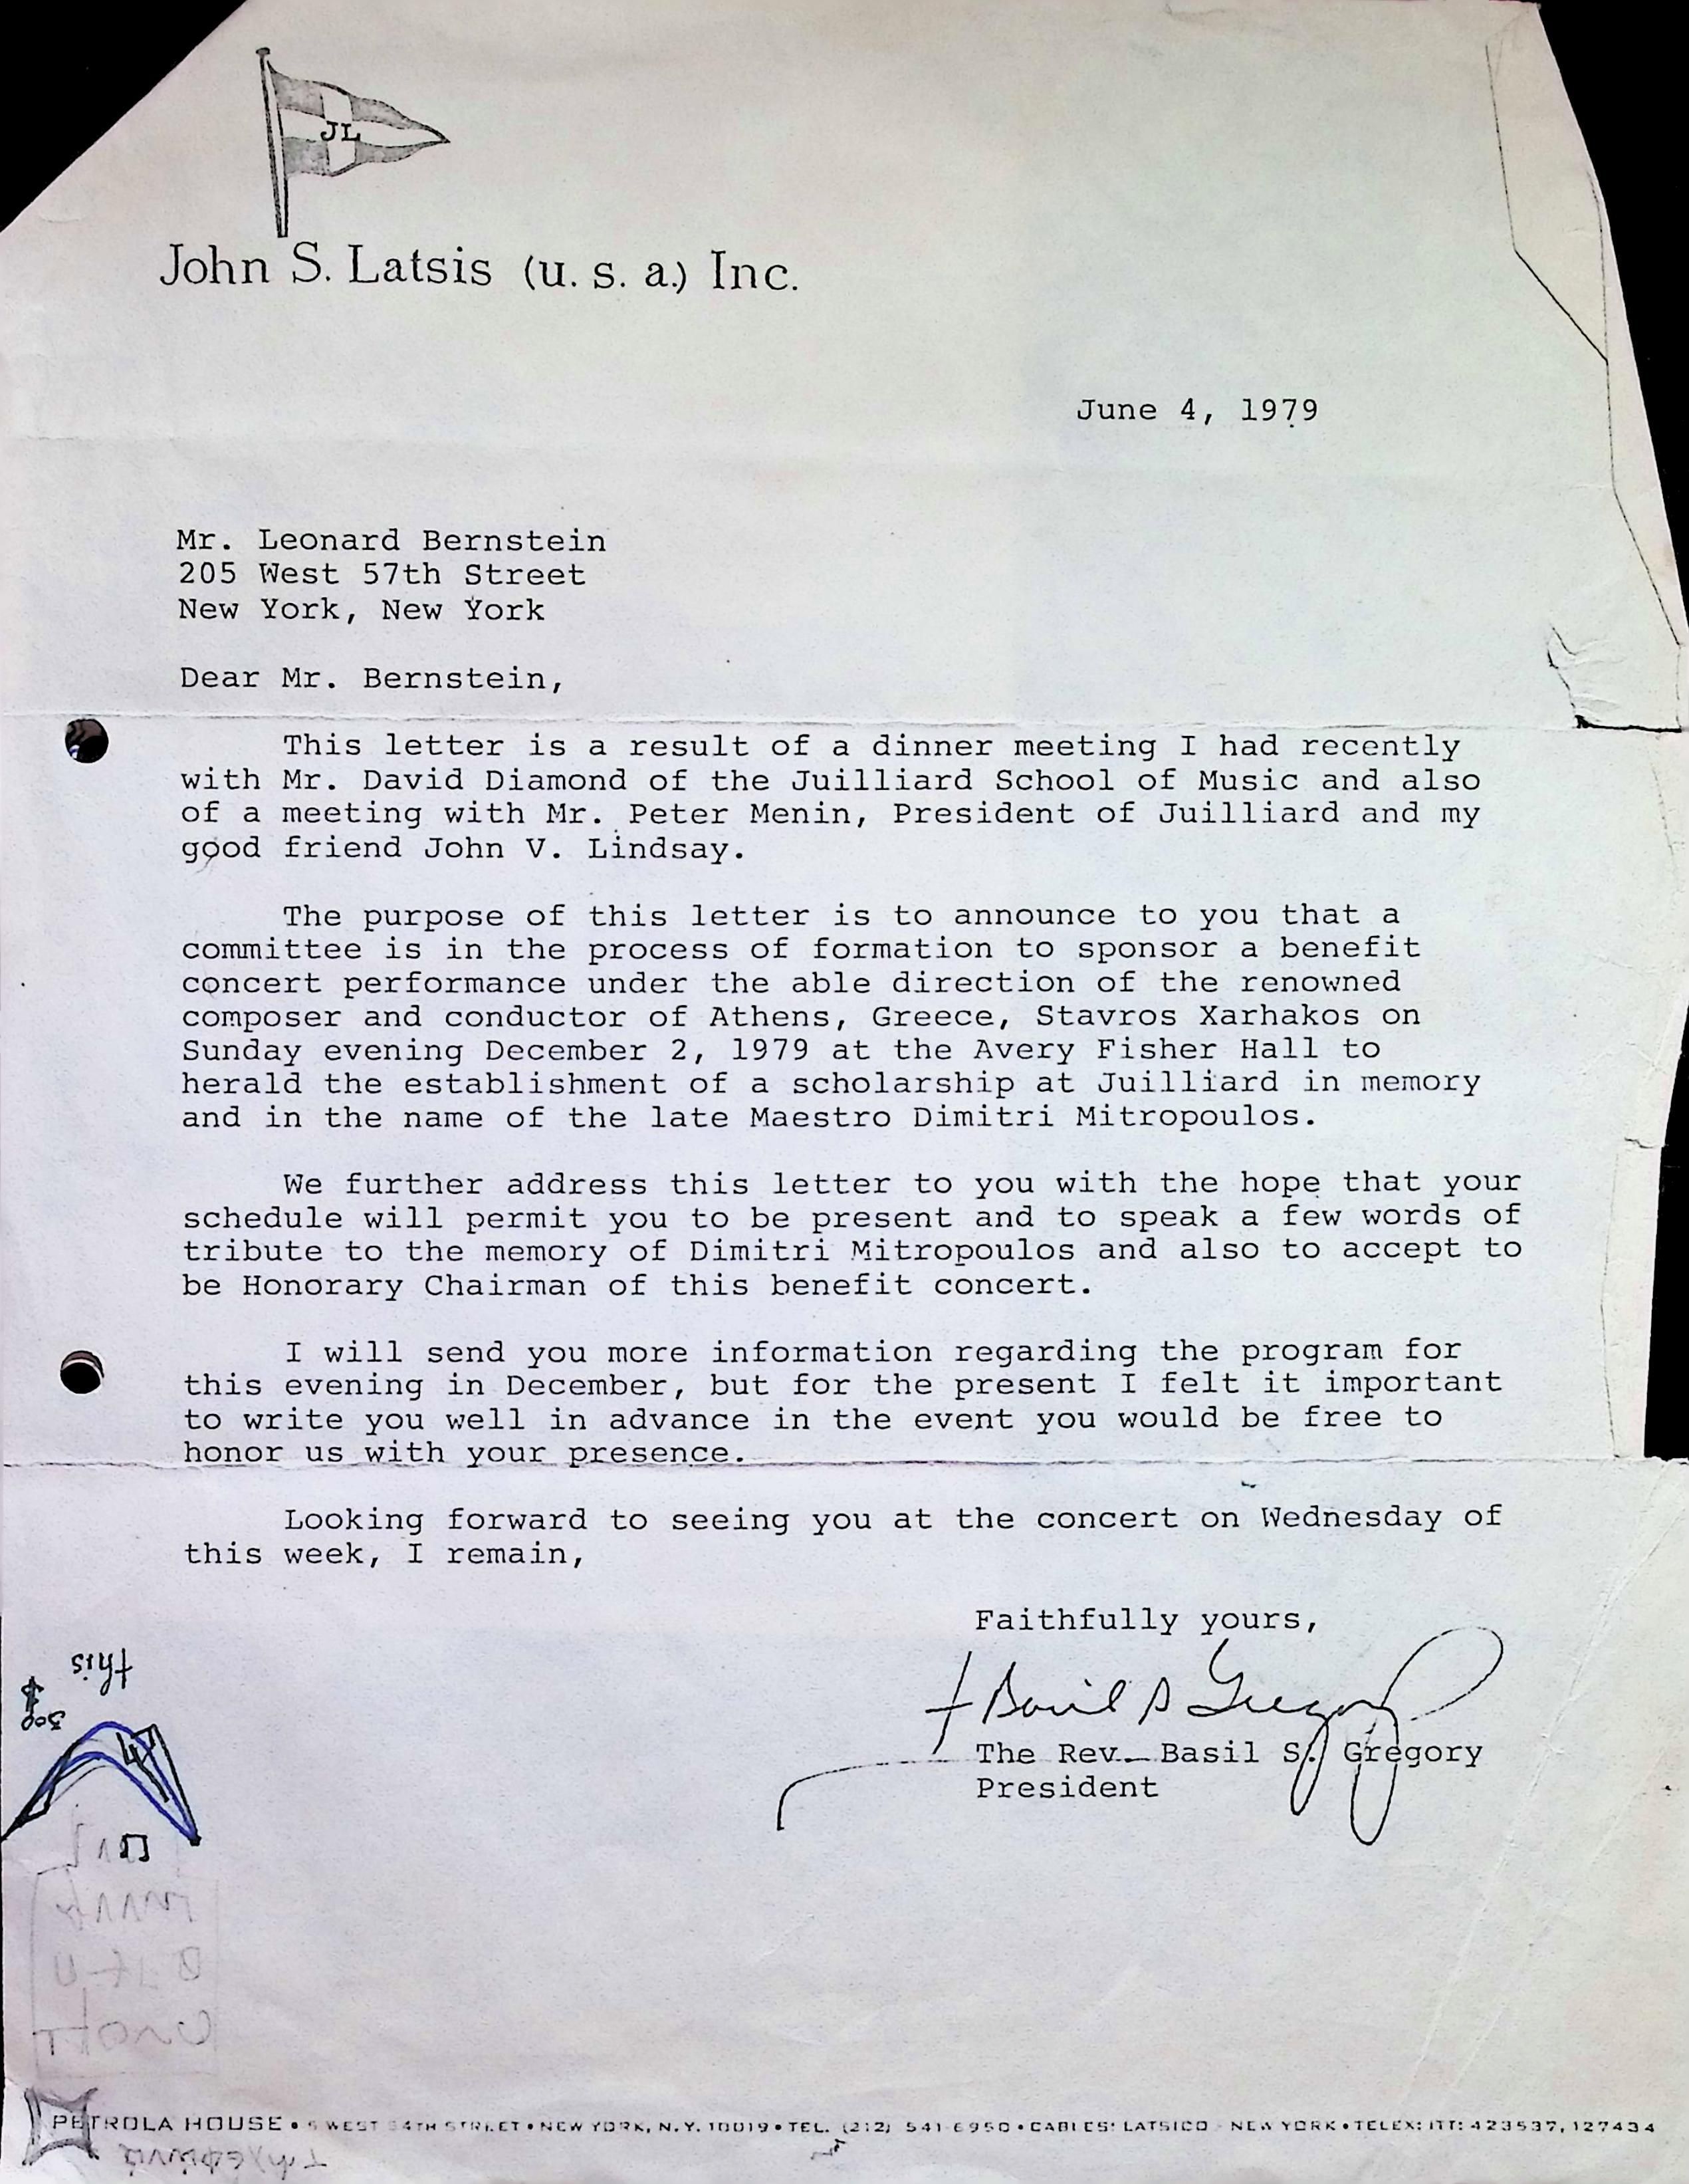 JL
John S. Latsis (u. s. a.) Inc.
June 4, 1979
Mr. Leonard Bernstein
205 West 57th Street
New York, New York
Dear Mr. Bernstein,
This letter is a result of a dinner meeting I had recently
with Mr. David Diamond of the Juilliard School of Music and also
of a meeting with Mr. Peter Menin, President of Juilliard and my
good friend John V. Lindsay.
The purpose of this letter is to announce to you that a
committee is in the process of formation to sponsor a benefit
concert performance under the able direction of the renowned
composer and conductor of Athens, Greece, Stavros Xarhakos on
Sunday evening December 2, 1979 at the Avery Fisher Hall to
herald the establishment of a scholarship at Juilliard in memory
and in the name of the late Maestro Dimitri Mitropoulos.
We further address this letter to you with the hope that your
schedule will permit you to be present and to speak a few words of
tribute to the memory of Dimitri Mitropoulos and also to accept to
be Honorary Chairman of this benefit concert.
I will send you more information regarding the program for
this evening in December, but for the present I felt it important
to write you well in advance in the event you would be free to
honor us with your presence.
Looking forward to seeing you at the concert on Wednesday of
this week, I remain,
Faithfully yours,
this
+ Basil S Gregory
The Rev. Basil S. Gregory
President
PETROLA HOUSE • 5 WEST 54TH STREET • NEW YORK, N.Y. 10019 • TEL. (212) 541-6950 • CABLES: LATSICO - NEW YORK • TELEX: ITT: 423537, 127434